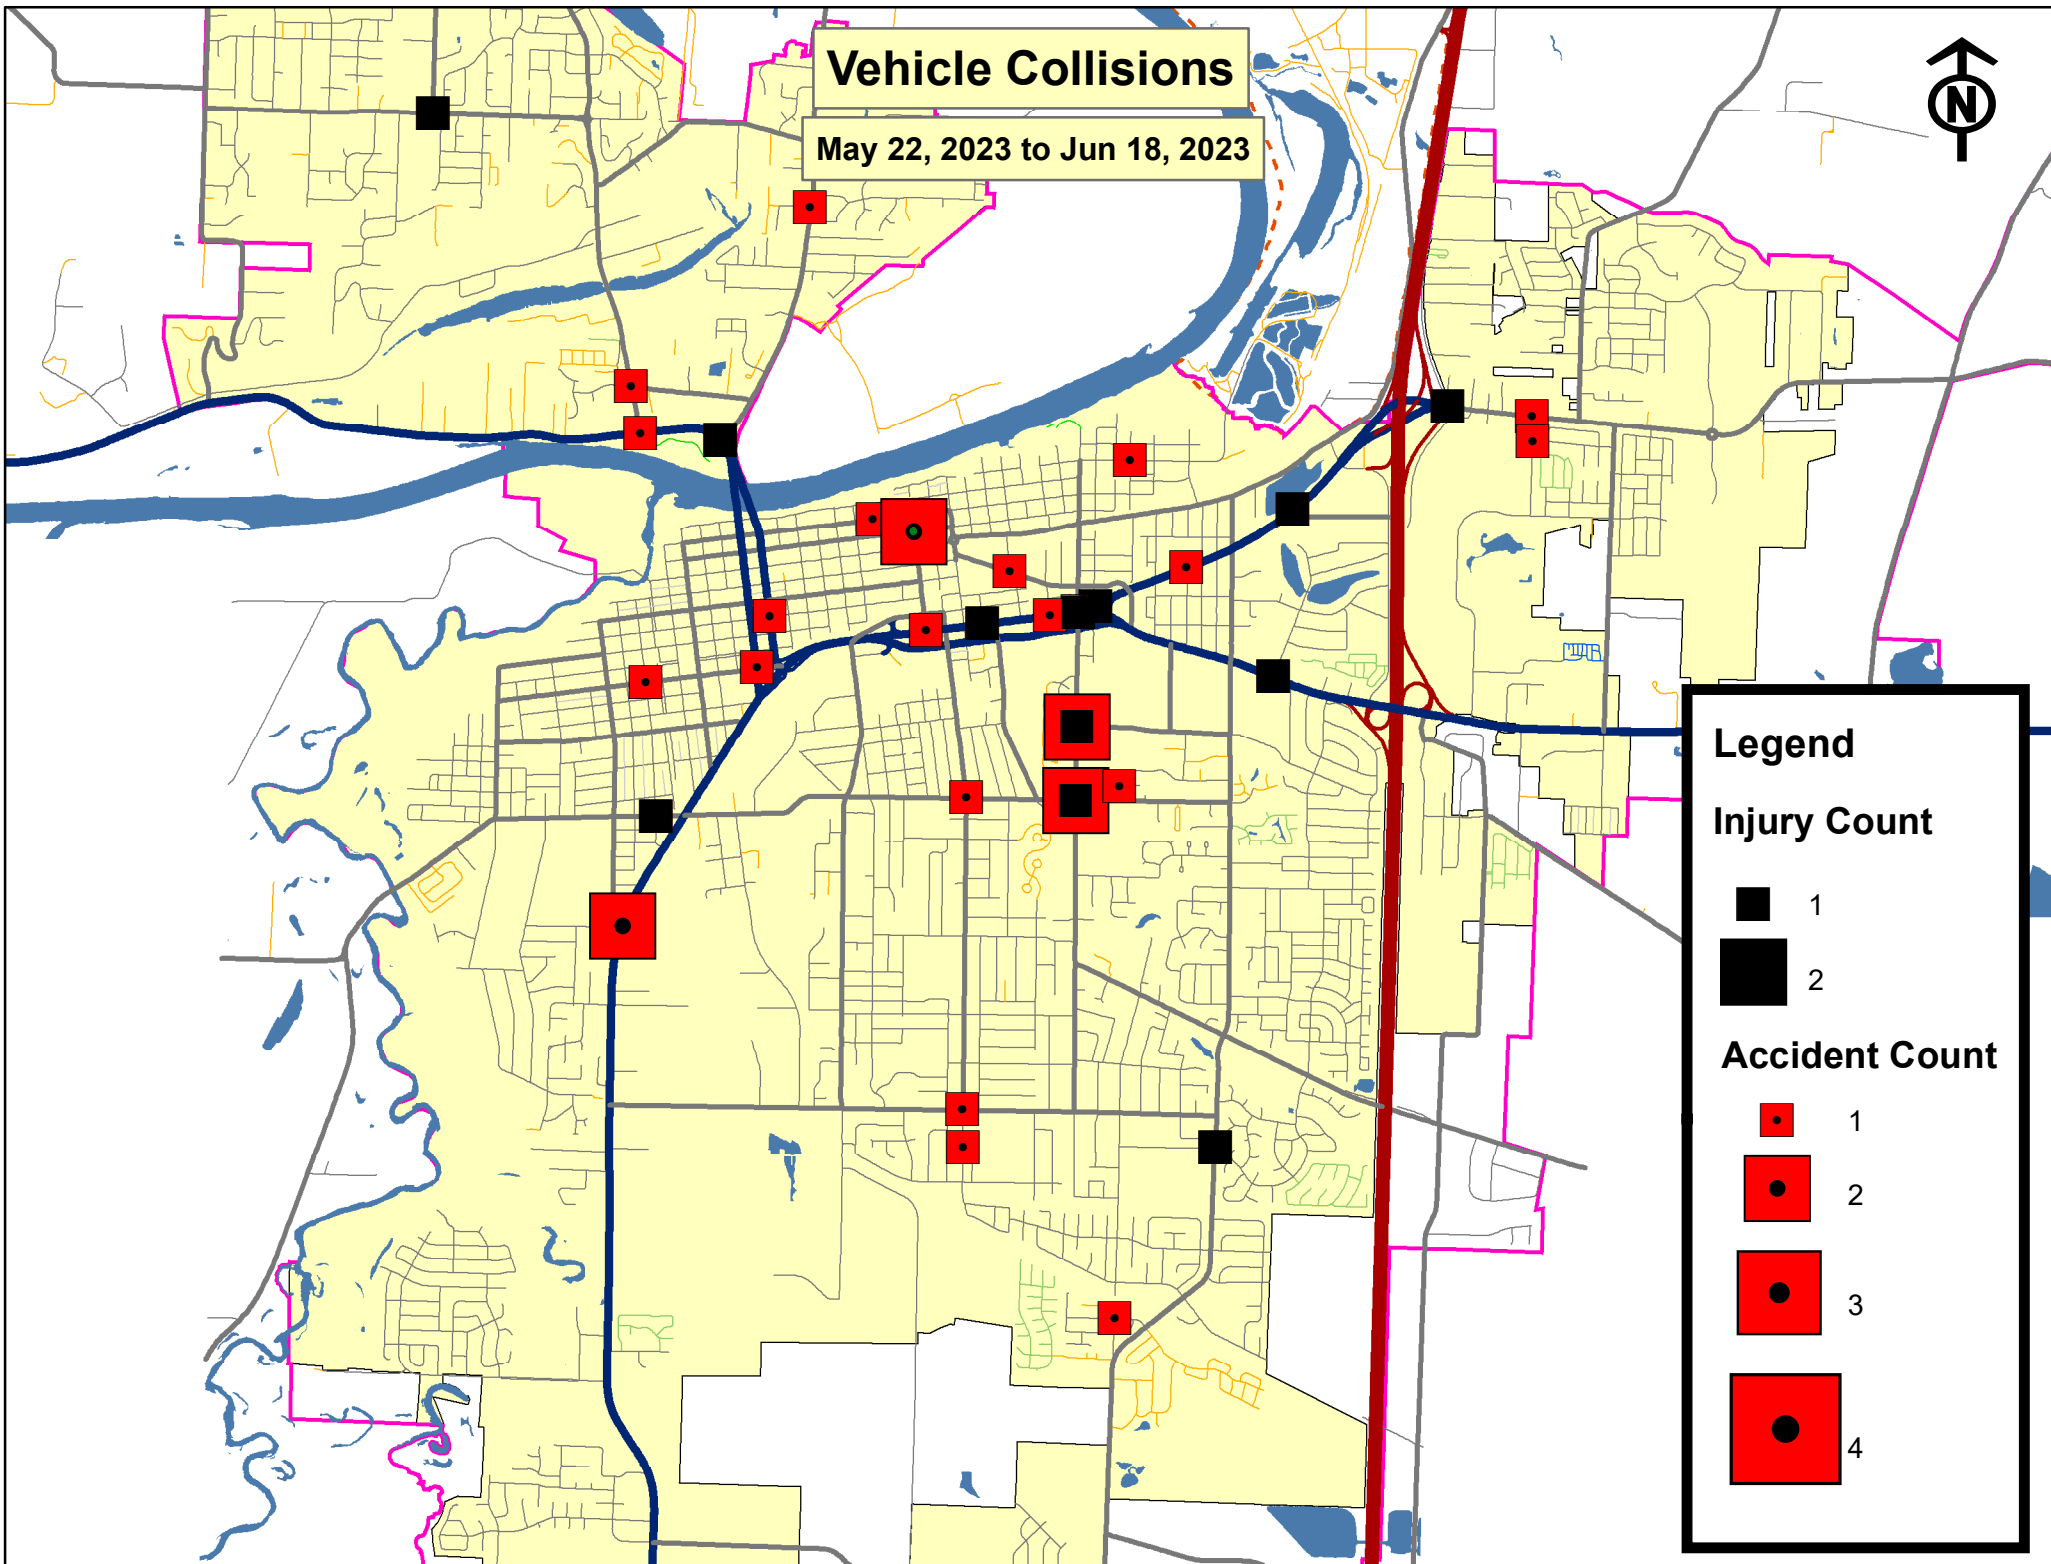 Vehicle Collisions
May 22, 2023 to Jun 18, 2023
N
Legend
Injury Count
1
2
Accident Count
1
2
3
4